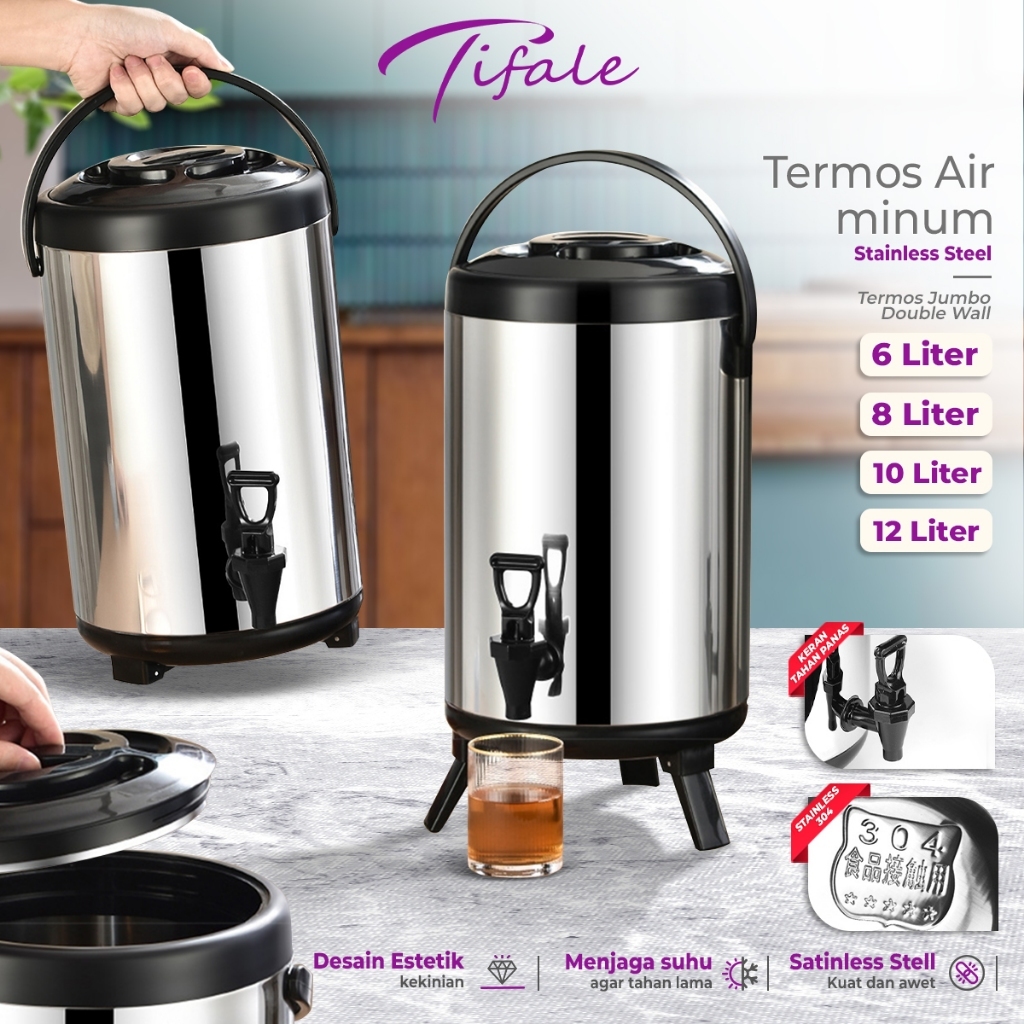 Tifale
Termos Air
minum
Stainless Steel
Termos Jumbo
Double Wall
6 Liter
8 Liter
10 Liter
12 Liter
KERAN
TAHAN PANAS
STAINLESS
304
304
食品接触用
Desain Estetik
kekinian
Menjaga suhu
agar tahan lama
Satinless Stell
Kuat dan awet